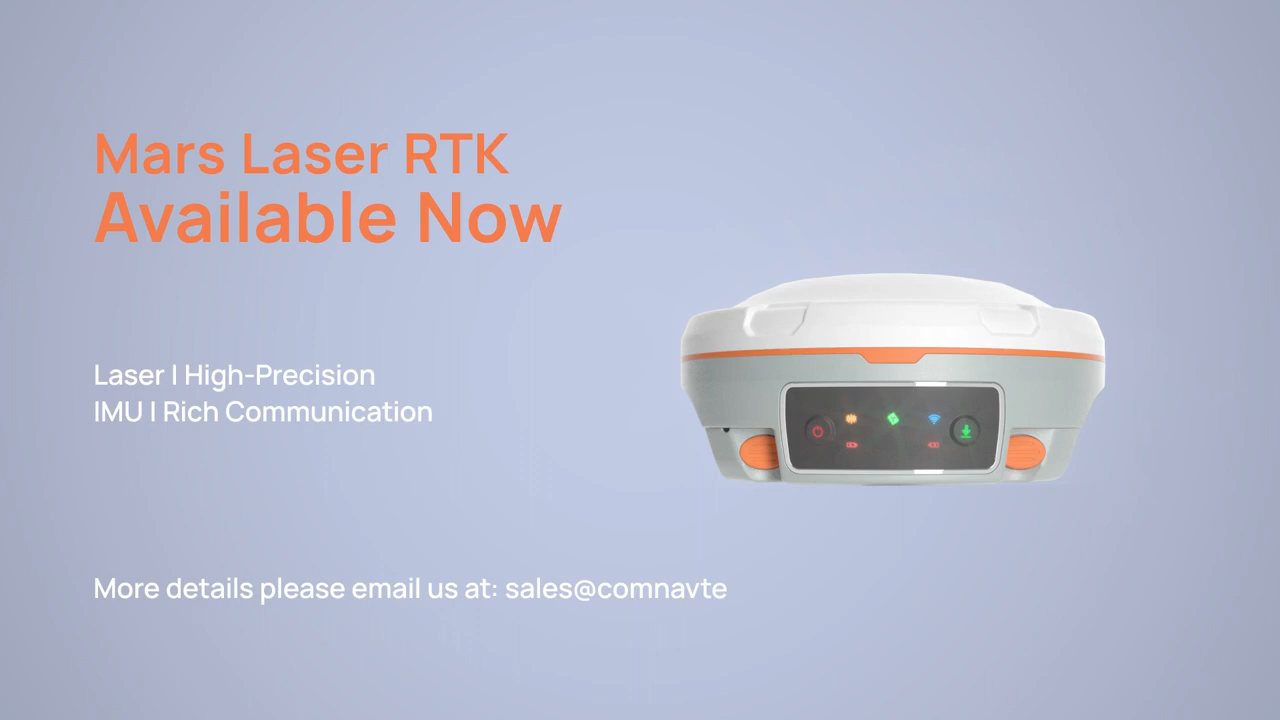 Mars Laser RTK
Available Now
Laser | High-Precision
IMU | Rich Communication
More details please email us at: sales@comnavte